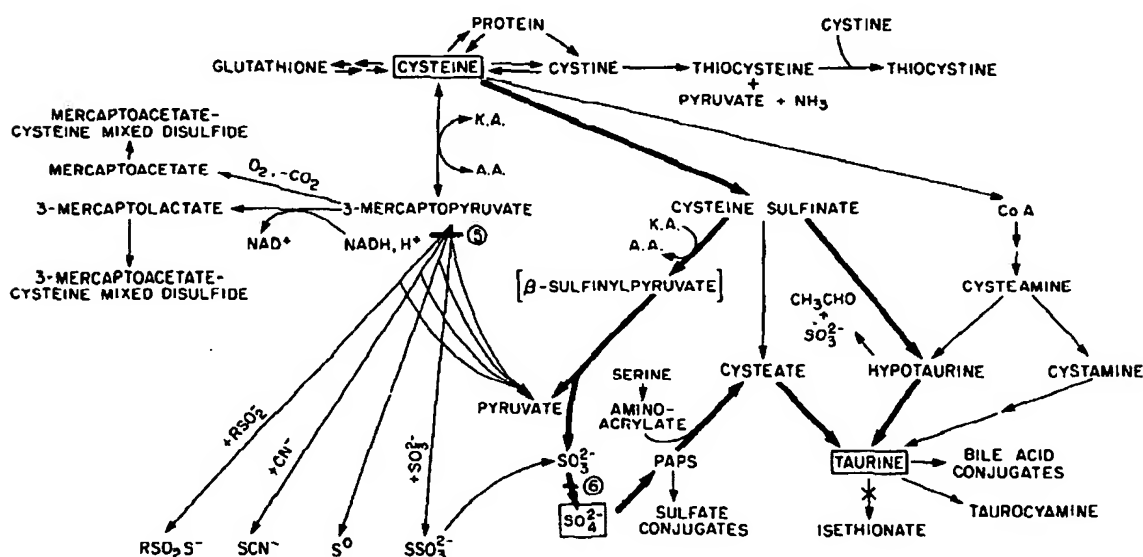 PROTEIN
CYSTINE
GLUTATHIONE
CYSTEINE
CYSTINE
THIOCYSTEINE
+
PYRUVATE + NH3
THIOCYSTINE
MERCAPTOACETATE-
CYSTEINE MIXED DISULFIDE
MERCAPTOACETATE
O2, -CO2
K.A.
A.A.
3-MERCAPTOLACTATE
3-MERCAPTOPYRUVATE
NAD+
NADH, H+
⑤
3-MERCAPTOACETATE-
CYSTEINE MIXED DISULFIDE
CYSTEINE SULFINATE
K.A.
A.A.
[β-SULFINYLPYRUVATE]
CoA
CYSTEAMINE
CH3CHO
+
SO3 2-
CYSTEATE
HYPOTAURINE
CYSTAMINE
PYRUVATE
SERINE
AMINO-
ACRYLATE
+RSO2-
+CN-
+SO3 2-
SO3 2-
⑥
SO4 2-
PAPS
SULFATE
CONJUGATES
TAURINE
BILE ACID
CONJUGATES
TAUROCYAMINE
ISETHIONATE
RSO2S-
SCN-
S0
SSO3 2-